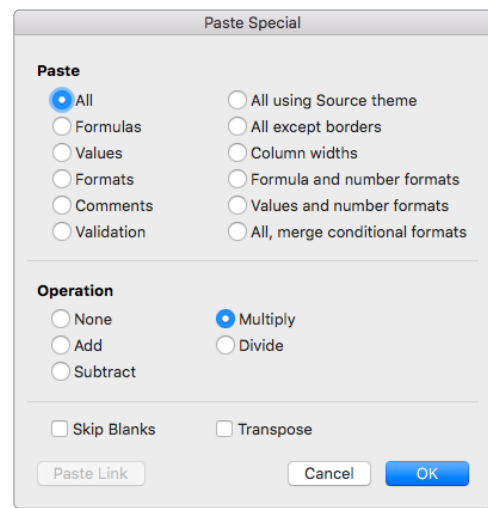 Paste Special
Paste
All
All using Source theme
Formulas
All except borders
Values
Column widths
Formats
Formula and number formats
Comments
Values and number formats
Validation
All, merge conditional formats
Operation
None
Multiply
Add
Divide
Subtract
Skip Blanks
Transpose
Paste Link
Cancel
OK